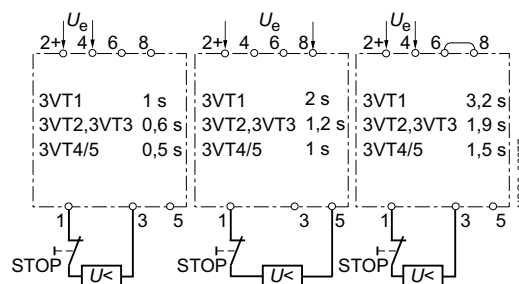 Ue Ue Ue
2+ 4 6 8 2+ 4 6 8 2+ 4 6 8
3VT1 1 s 3VT1 2 s 3VT1 3,2 s
3VT2,3VT3 0,6 s 3VT2,3VT3 1,2 s 3VT2,3VT3 1,9 s
3VT4/5 0,5 s 3VT4/5 1 s 3VT4/5 1,5 s
1 3 5 1 3 5 1 3 5
STOP STOP STOP
U< U< U<